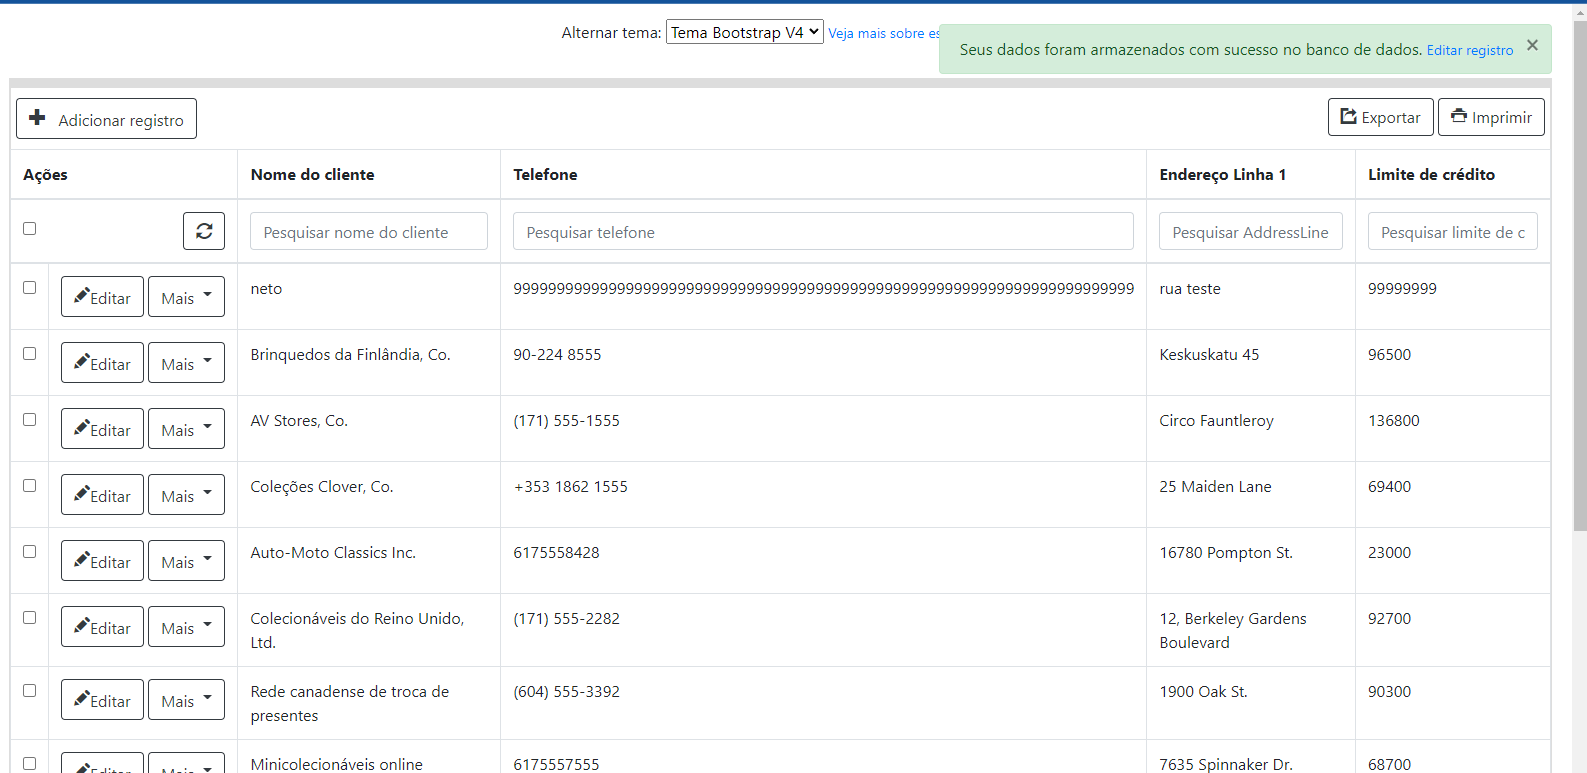 Alternar tema: Tema Bootstrap V4 Veja mais sobre es
Seus dados foram armazenados com sucesso no banco de dados. Editar registro ×
Adicionar registro Exportar Imprimir
Ações Nome do cliente Telefone Endereço Linha 1 Limite de crédito
Pesquisar nome do cliente Pesquisar telefone Pesquisar AddressLine Pesquisar limite de c
Editar Mais neto 99999999999999999999999999999999999999999999999999999999999999999999999 rua teste 99999999
Editar Mais Brinquedos da Finlândia, Co. 90-224 8555 Keskuskatu 45 96500
Editar Mais AV Stores, Co. (171) 555-1555 Circo Fauntleroy 136800
Editar Mais Coleções Clover, Co. +353 1862 1555 25 Maiden Lane 69400
Editar Mais Auto-Moto Classics Inc. 6175558428 16780 Pompton St. 23000
Editar Mais Colecionáveis do Reino Unido, (171) 555-2282 12, Berkeley Gardens 92700
Ltd. Boulevard
Editar Mais Rede canadense de troca de (604) 555-3392 1900 Oak St. 90300
presentes
Editar Mais Minicolecionáveis online 6175557555 7635 Spinnaker Dr. 68700